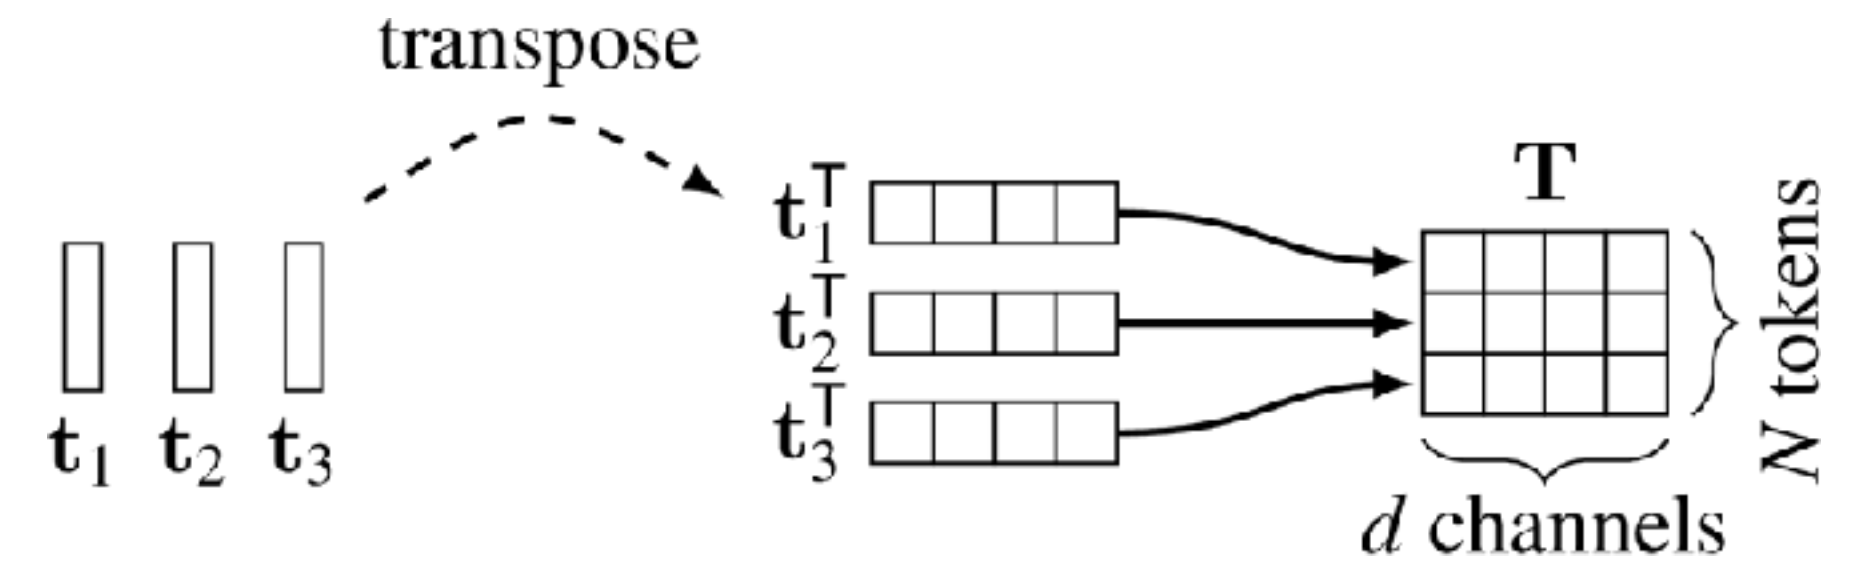 transpose
t₁ t₂ t₃
t₁ᵀ
t₂ᵀ
t₃ᵀ
T
N tokens
d channels